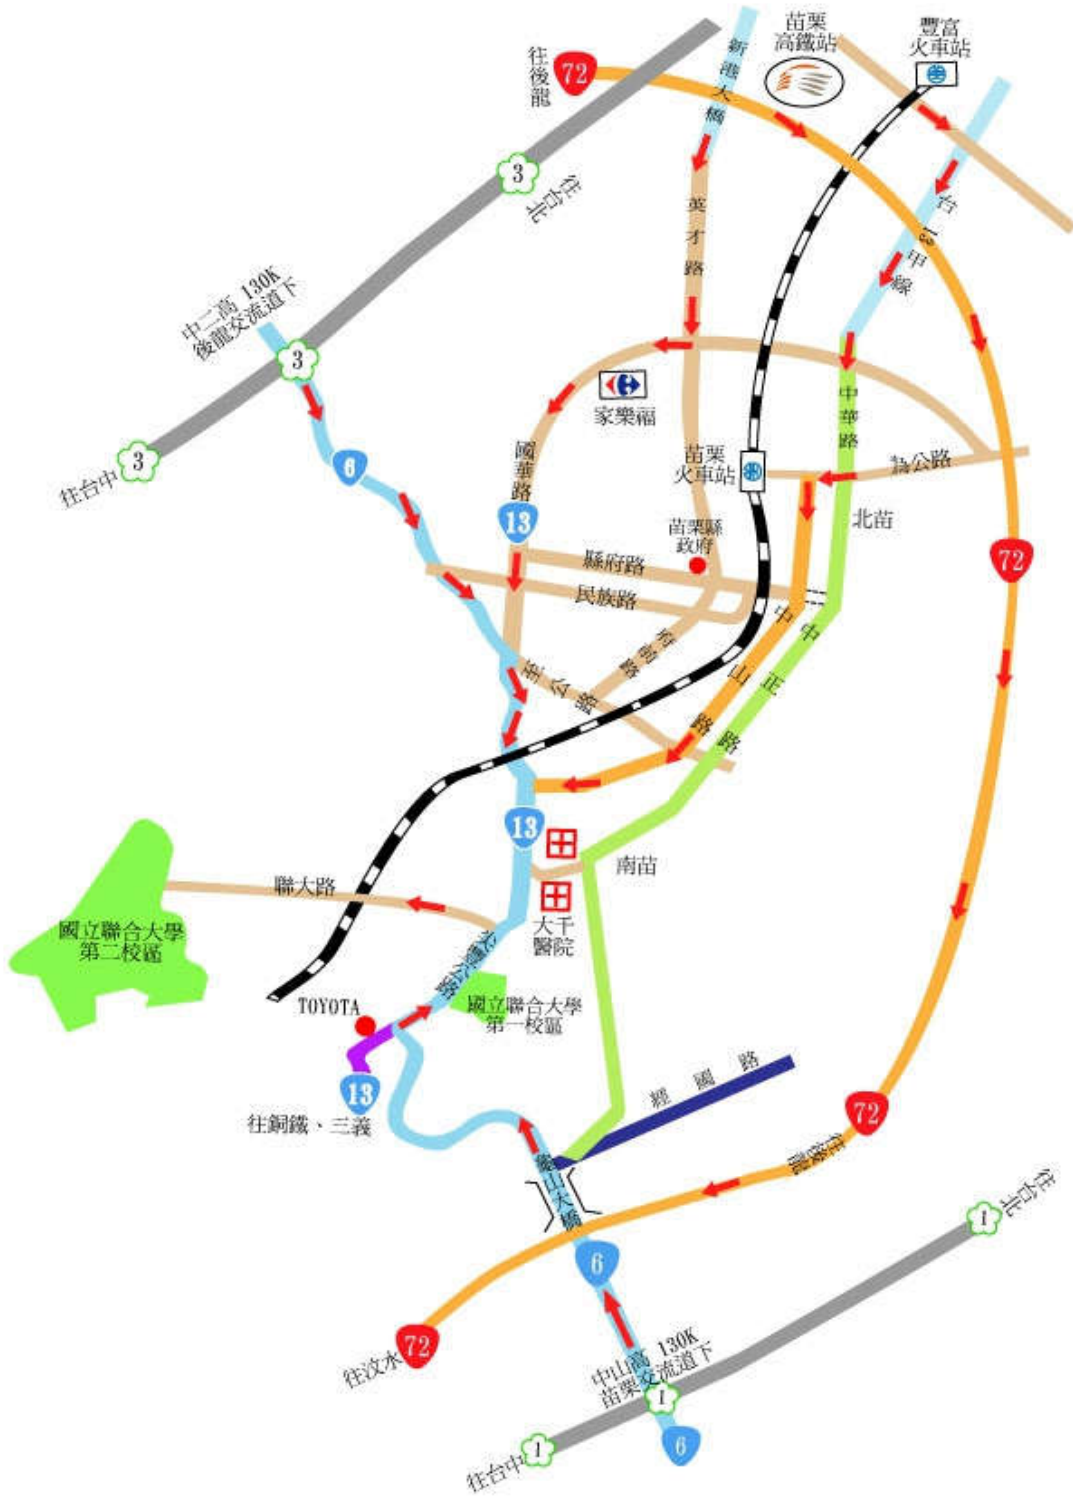 苗栗
高鐵站
豐富
火車站
新港大橋
往後龍
72
3
往台北
英才路
台13甲線
中二高 130K
後龍交流道下
3
家樂福
中華路
3
往台中
6
國華路
苗栗
火車站
為公路
13
北苗
苗栗縣
政府
縣府路
72
民族路
府前路
至公路
中山路
中正路
13
南苗
大千
醫院
聯大路
國立聯合大學
第二校區
尖豐公路
TOYOTA
國立聯合大學
第一校區
13
往銅鑼、三義
經國路
72
往後龍
龜山大橋
往台北
1
6
72
往汶水
中山高 130K
苗栗交流道下
1
6
1
往台中